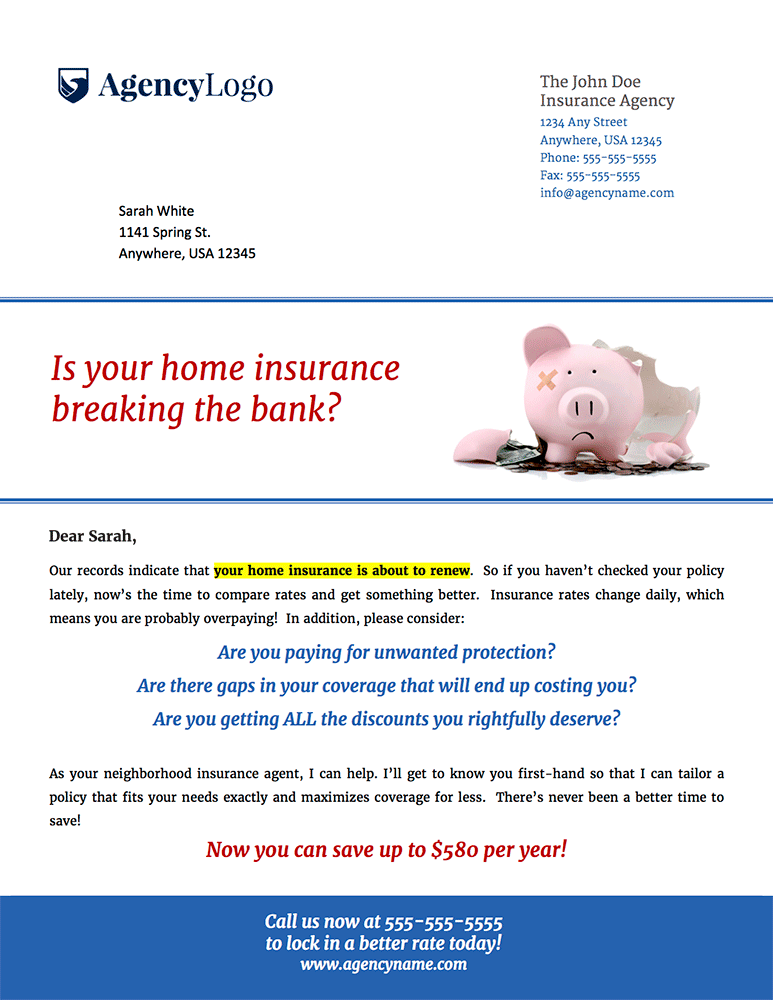 AgencyLogo
The John Doe
Insurance Agency
1234 Any Street
Anywhere, USA 12345
Phone: 555-555-5555
Fax: 555-555-5555
info@agencyname.com
Sarah White
1141 Spring St.
Anywhere, USA 12345
Is your home insurance
breaking the bank?
Dear Sarah,
Our records indicate that your home insurance is about to renew. So if you haven't checked your policy
lately, now's the time to compare rates and get something better. Insurance rates change daily, which
means you are probably overpaying! In addition, please consider:
Are you paying for unwanted protection?
Are there gaps in your coverage that will end up costing you?
Are you getting ALL the discounts you rightfully deserve?
As your neighborhood insurance agent, I can help. I'll get to know you first-hand so that I can tailor a
policy that fits your needs exactly and maximizes coverage for less. There's never been a better time to
save!
Now you can save up to $580 per year!
Call us now at 555-555-5555
to lock in a better rate today!
www.agencyname.com